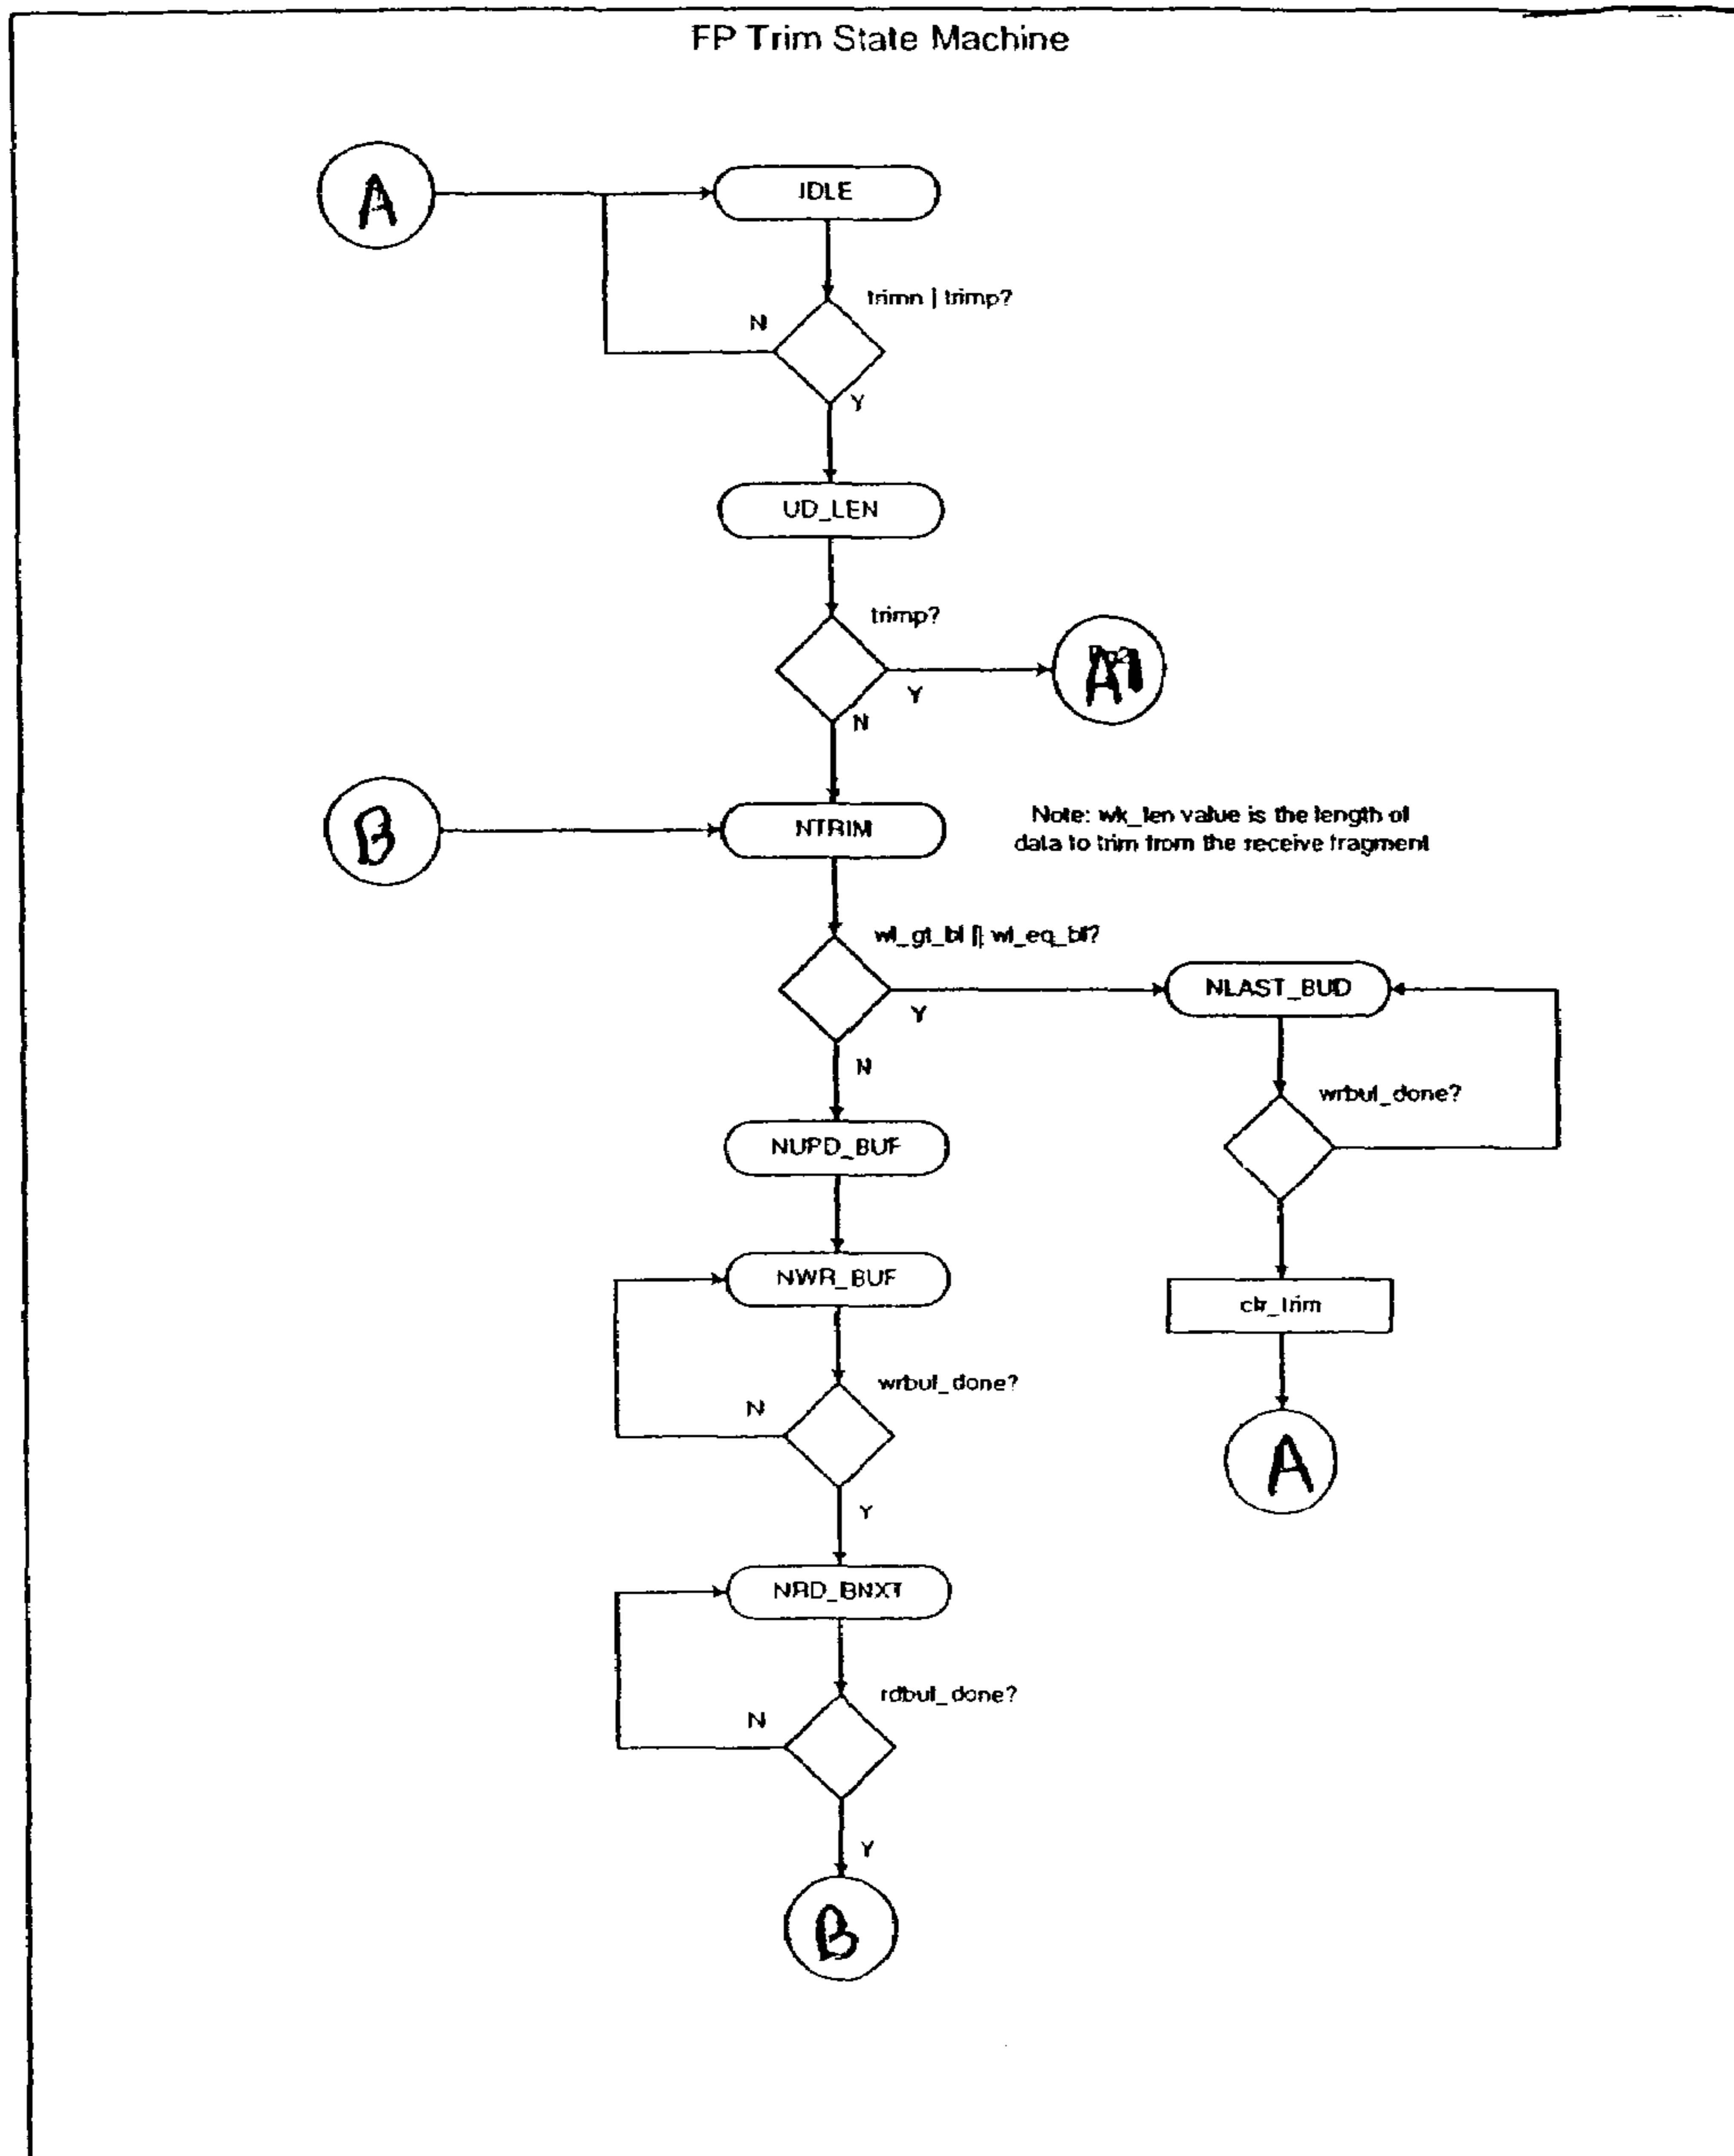 FP Trim State Machine
A
IDLE
trimn | trimp?
N
Y
UD_LEN
trimp?
A1
Y
N
B
NTRIM
Note: wk_len value is the length of
data to trim from the receive fragment
wl_gt_bl || wl_eq_bl?
NLAST_BUD
Y
N
wrbuf_done?
NUPD_BUF
NWR_BUF
clr_trim
wrbuf_done?
N
A
Y
NRD_BNXT
rdbuf_done?
N
Y
B